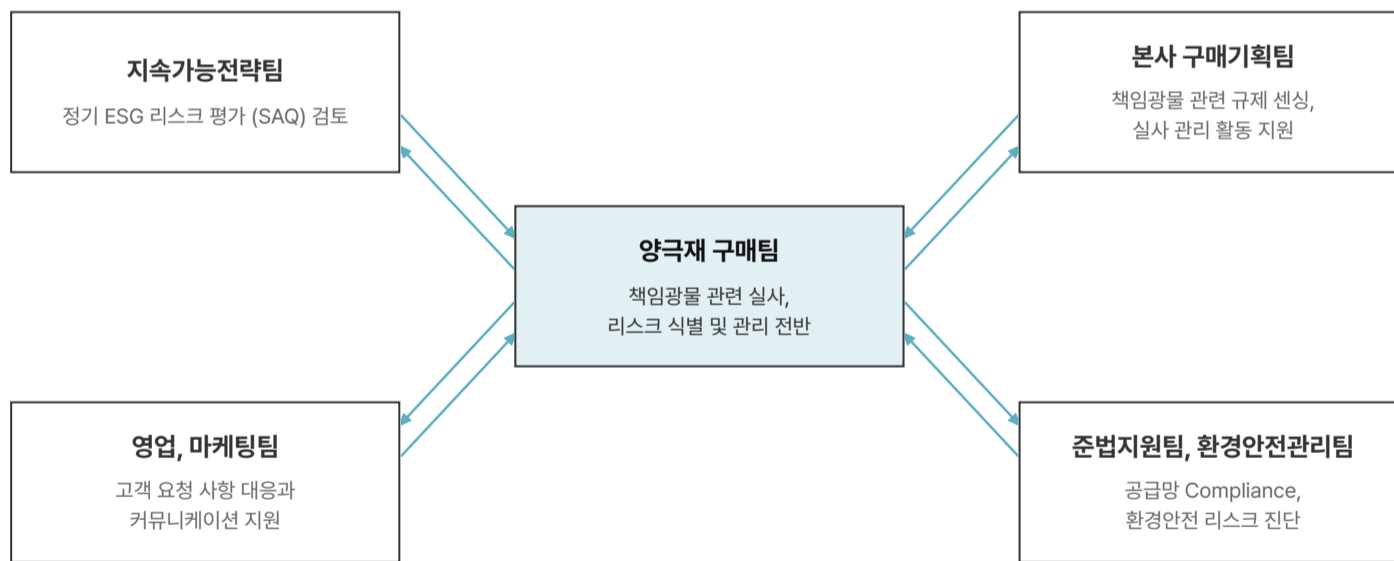 지속가능전략팀
정기 ESG 리스크 평가 (SAQ) 검토
본사 구매기획팀
책임광물 관련 규제 센싱,
실사 관리 활동 지원
양극재 구매팀
책임광물 관련 실사,
리스크 식별 및 관리 전반
영업, 마케팅팀
고객 요청 사항 대응과
커뮤니케이션 지원
준법지원팀, 환경안전관리팀
공급망 Compliance,
환경안전 리스크 진단